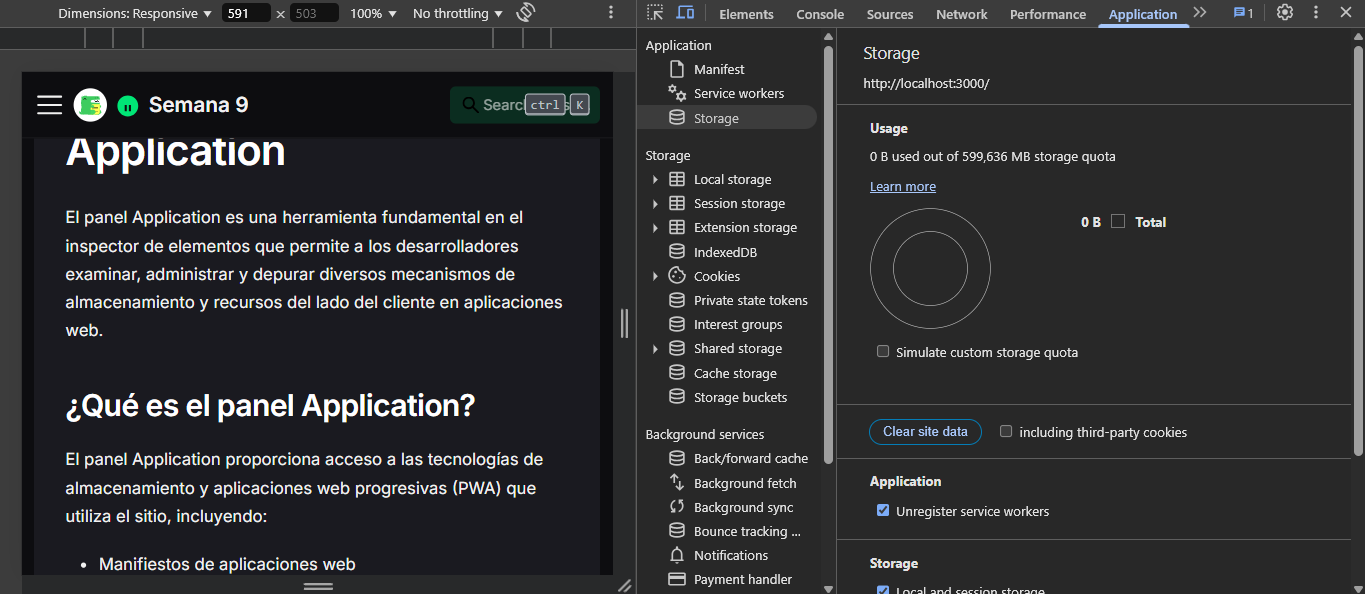 Dimensions: Responsive 591 × 503 100% No throttling
Elements Console Sources Network Performance Application 1
Semana 9
Search ctrl K
Application
El panel Application es una herramienta fundamental en el
inspector de elementos que permite a los desarrolladores
examinar, administrar y depurar diversos mecanismos de
almacenamiento y recursos del lado del cliente en aplicaciones
web.
¿Qué es el panel Application?
El panel Application proporciona acceso a las tecnologías de
almacenamiento y aplicaciones web progresivas (PWA) que
utiliza el sitio, incluyendo:
• Manifiestos de aplicaciones web
Application
Manifest
Service workers
Storage
Storage
Local storage
Session storage
Extension storage
IndexedDB
Cookies
Private state tokens
Interest groups
Shared storage
Cache storage
Storage buckets
Background services
Back/forward cache
Background fetch
Background sync
Bounce tracking ...
Notifications
Payment handler
Storage
http://localhost:3000/
Usage
0 B used out of 599,636 MB storage quota
Learn more
0 B Total
Simulate custom storage quota
Clear site data including third-party cookies
Application
Unregister service workers
Storage
Local and session storage